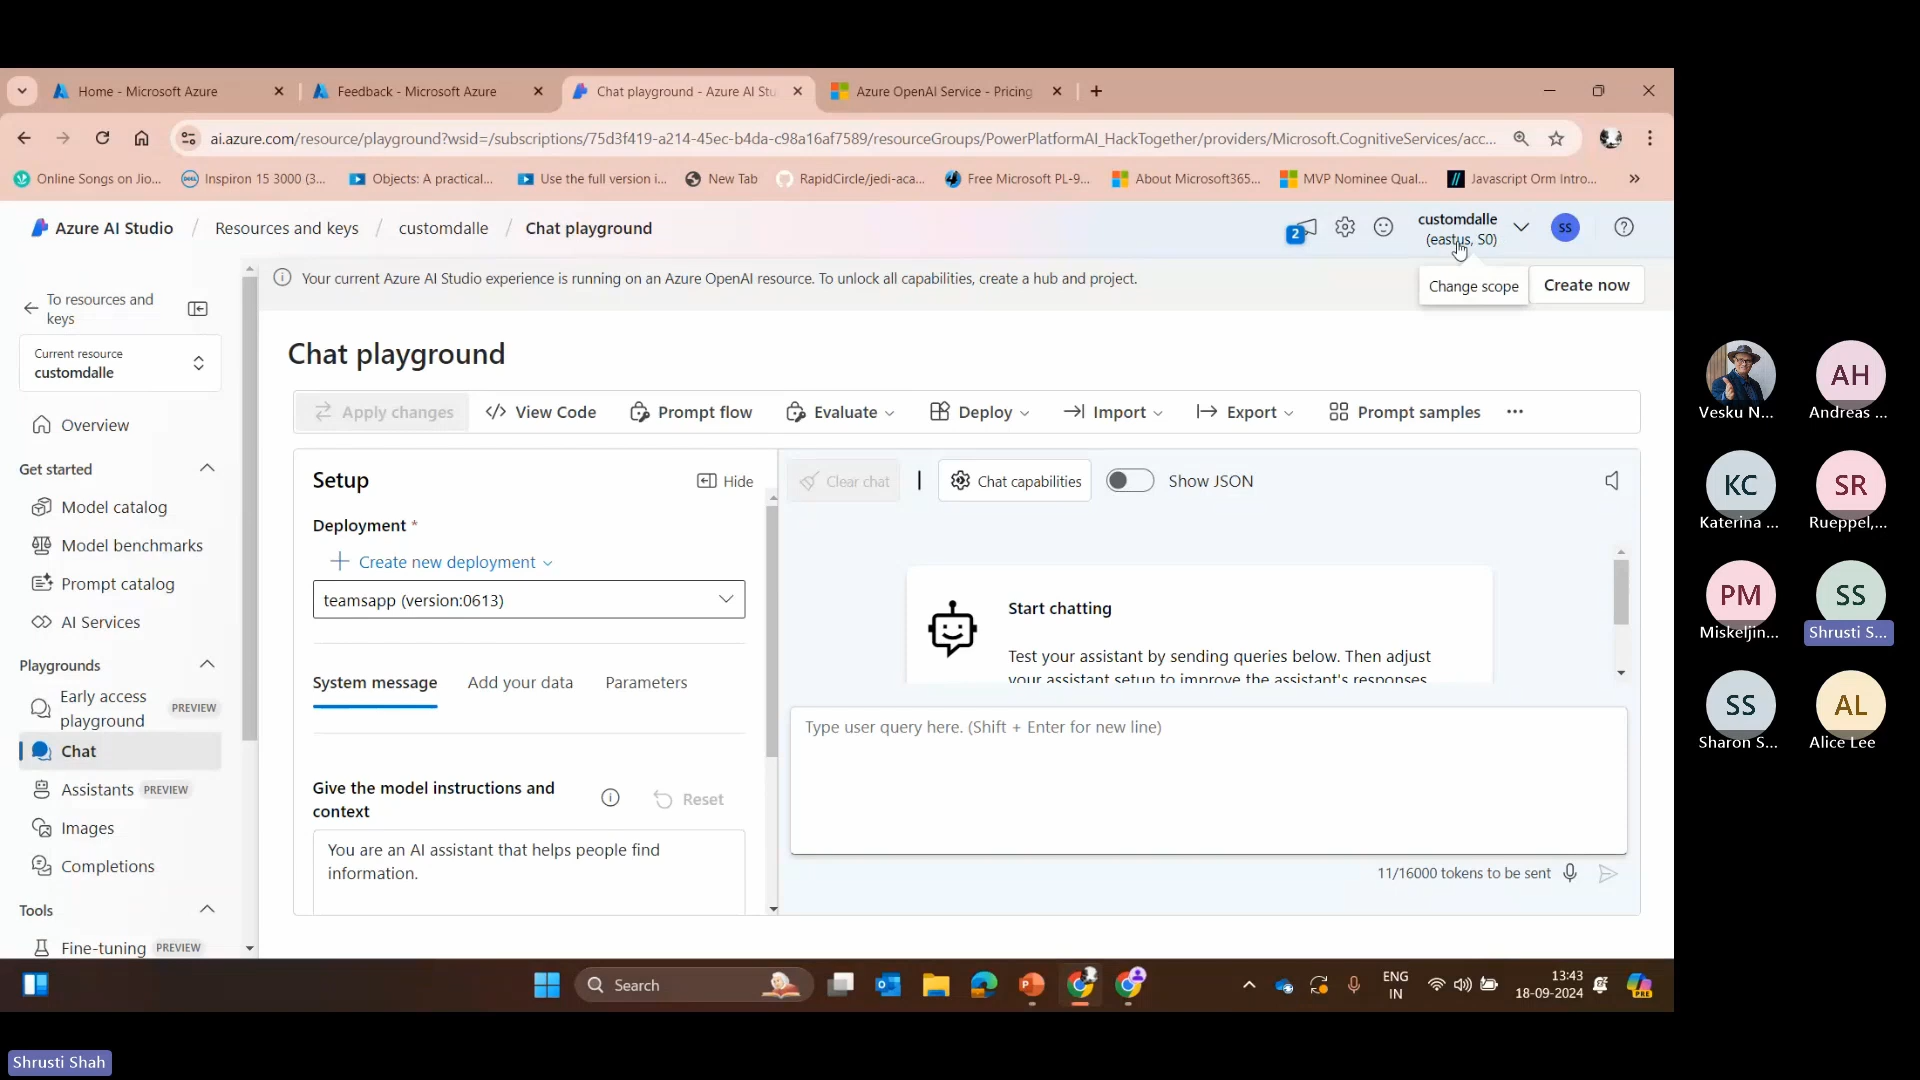 Home - Microsoft Azure
Feedback - Microsoft Azure
Chat playground - Azure AI Stu
Azure OpenAI Service - Pricing
ai.azure.com/resource/playground?wsid=/subscriptions/75d3f419-a214-45ec-b4da-c98a16af7589/resourceGroups/PowerPlatformAI_HackTogether/providers/Microsoft.CognitiveServices/acc...
Online Songs on Jio...
Inspiron 15 3000 (3...
Objects: A practical...
Use the full version i...
New Tab
RapidCircle/jedi-aca...
Free Microsoft PL-9...
About Microsoft365...
MVP Nominee Qual...
Javascript Orm Intro...
Azure AI Studio / Resources and keys / customdalle / Chat playground
2
customdalle
(eastus, S0)
SS
Your current Azure AI Studio experience is running on an Azure OpenAI resource. To unlock all capabilities, create a hub and project.
Change scope
Create now
To resources and
keys
Current resource
customdalle
Overview
Get started
Model catalog
Model benchmarks
Prompt catalog
AI Services
Playgrounds
Early access
playground
PREVIEW
Chat
Assistants PREVIEW
Images
Completions
Tools
Fine-tuning PREVIEW
Chat playground
Apply changes
View Code
Prompt flow
Evaluate
Deploy
Import
Export
Prompt samples
Setup
Hide
Deployment *
Create new deployment
teamsapp (version:0613)
System message
Add your data
Parameters
Give the model instructions and
context
Reset
You are an AI assistant that helps people find
information.
Clear chat
Chat capabilities
Show JSON
Start chatting
Test your assistant by sending queries below. Then adjust
your assistant setup to improve the assistant's responses.
Type user query here. (Shift + Enter for new line)
11/16000 tokens to be sent
Search
ENG
IN
13:43
18-09-2024
PRE
Vesku N...
AH
Andreas ...
KC
Katerina ...
SR
Rueppel,...
PM
Miskeljin...
SS
Shrusti S...
SS
Sharon S...
AL
Alice Lee
Shrusti Shah